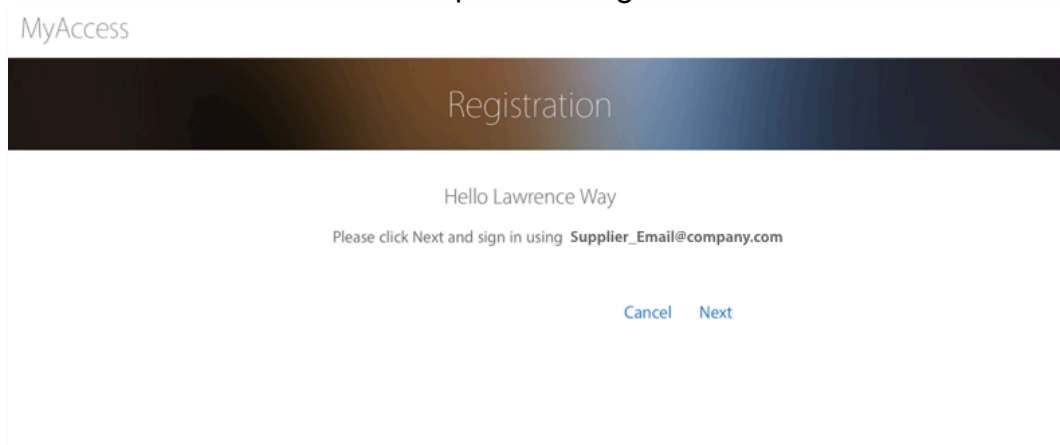 MyAccess
Registration
Hello Lawrence Way
Please click Next and sign in using Supplier_Email@company.com
Cancel Next